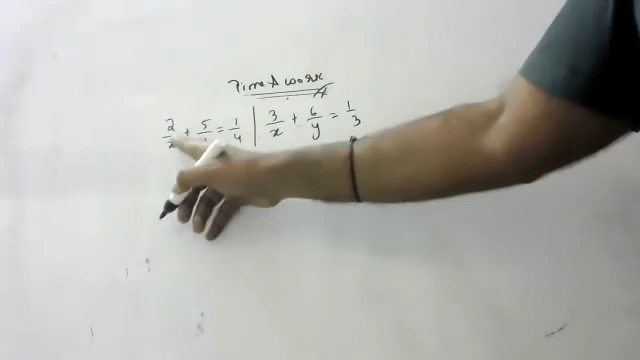 Time & work
2/x + 5/ = 1/4 | 3/x + 6/y = 1/3